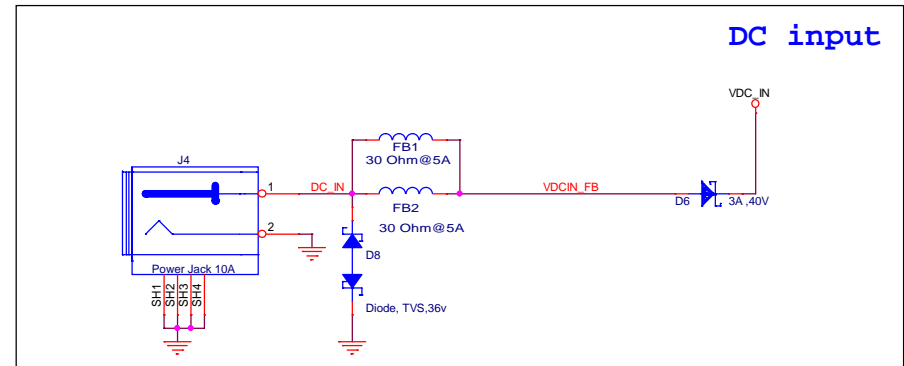 DC input
VDC_IN
FB1
30 Ohm@5A
J4
1
DC_IN
VDCIN_FB
D6
3A ,40V
FB2
2
30 Ohm@5A
D8
Power Jack 10A
SH1
SH2
SH3
SH4
Diode, TVS,36v